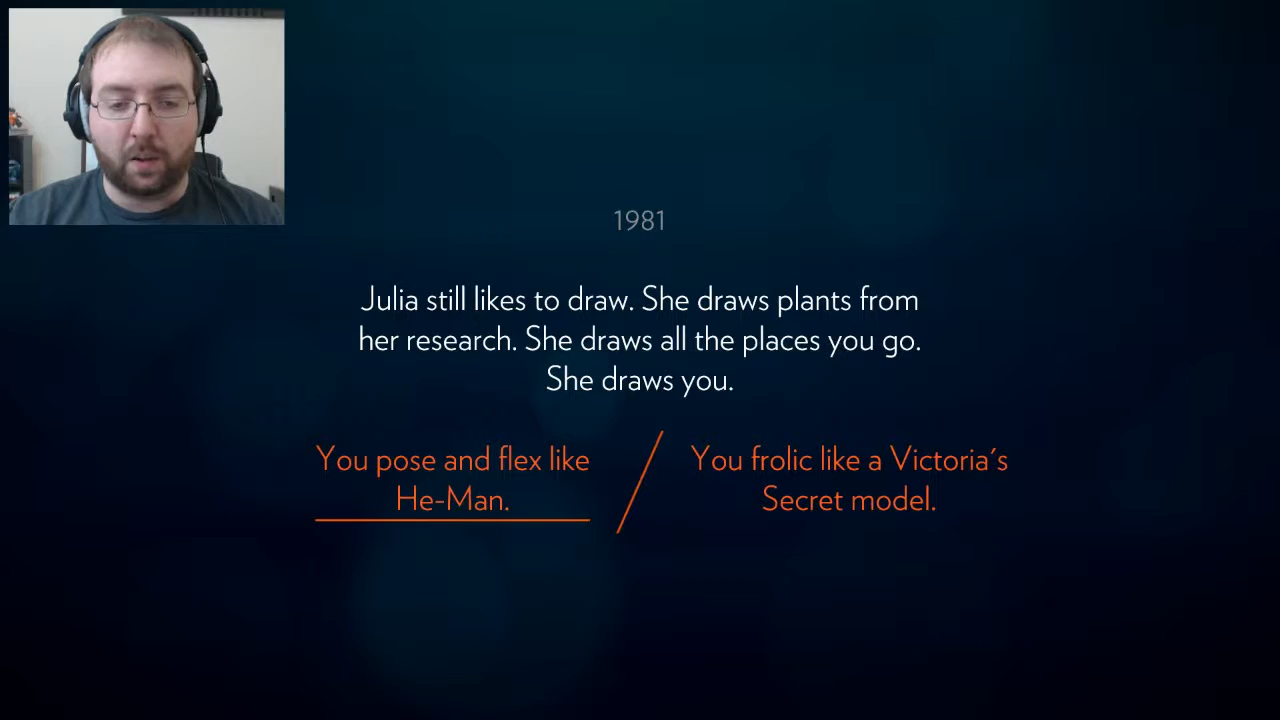 1981
Julia still likes to draw. She draws plants from
her research. She draws all the places you go.
She draws you.
You pose and flex like
He-Man.
You frolic like a Victoria's
Secret model.